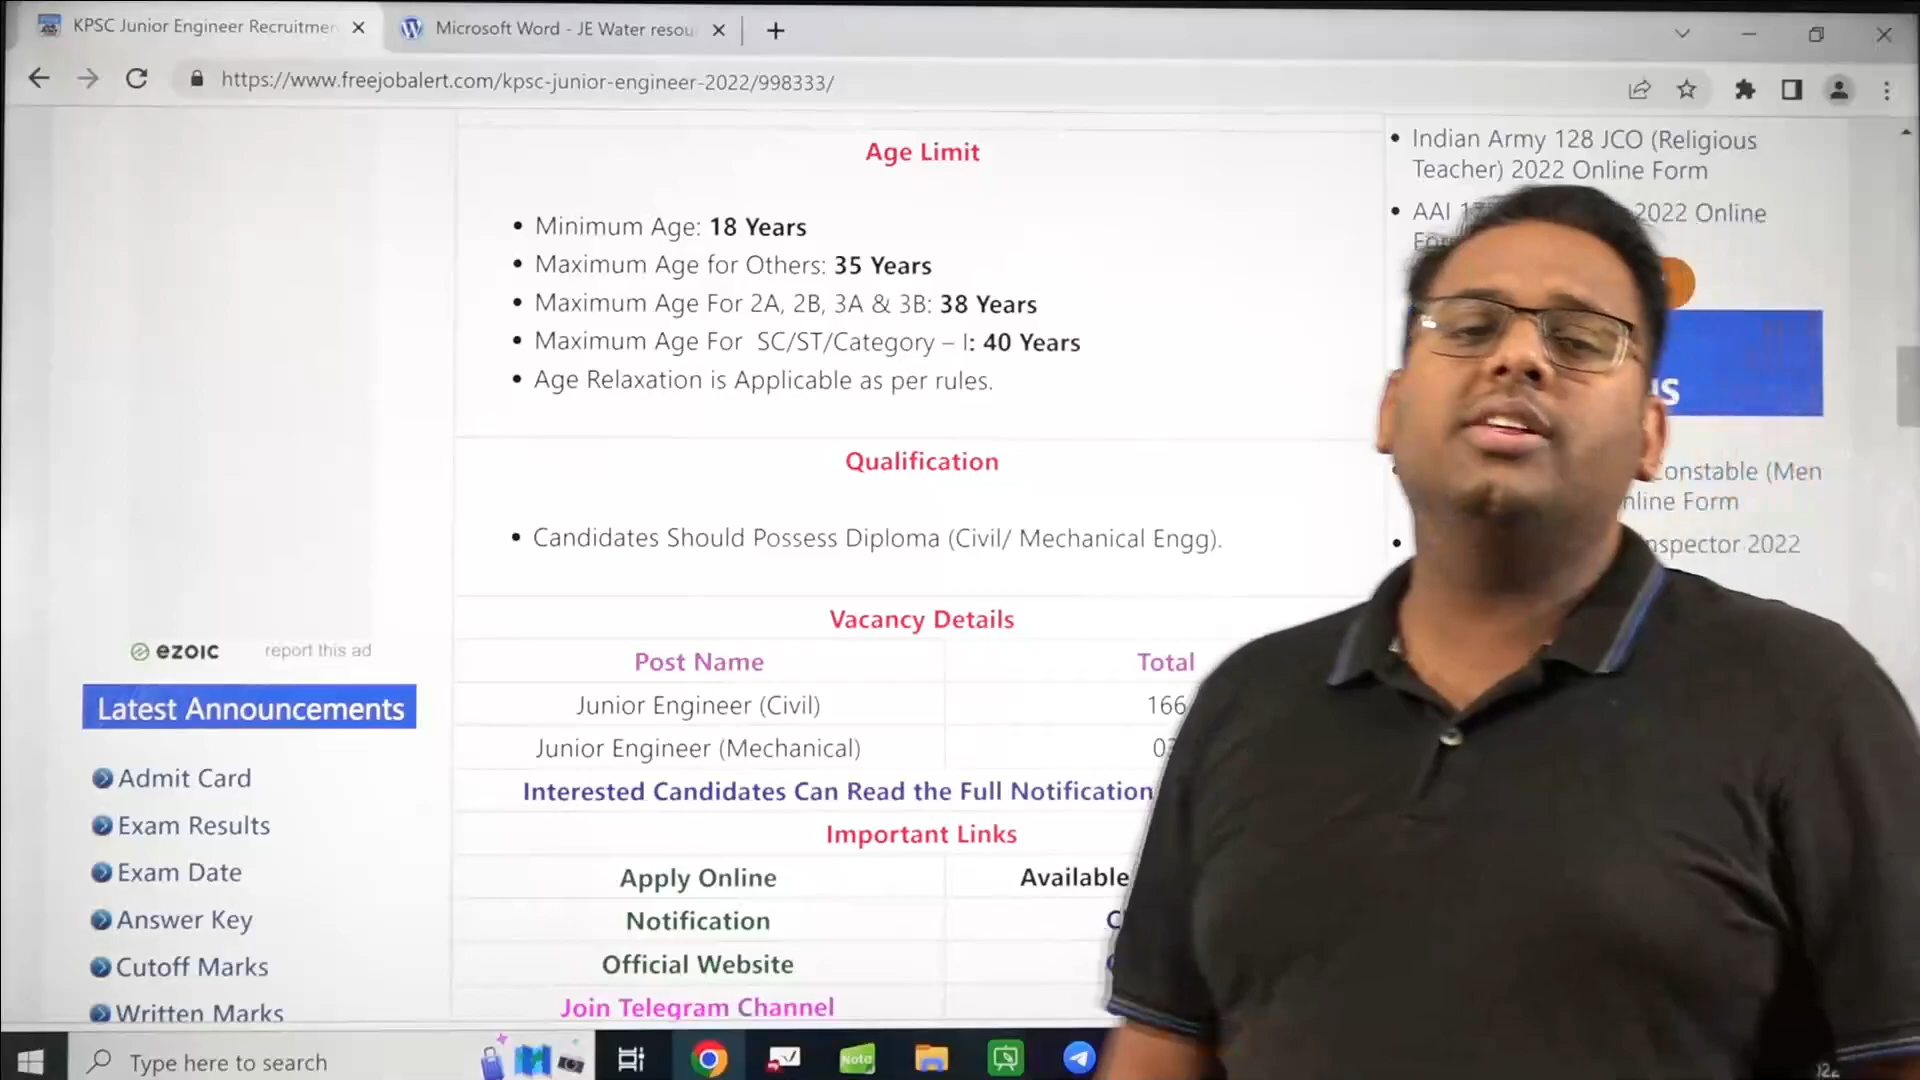 KPSC Junior Engineer Recruitmen
Microsoft Word - JE Water resou
https://www.freejobalert.com/kpsc-junior-engineer-2022/998333/
Age Limit
Minimum Age: 18 Years
Maximum Age for Others: 35 Years
Maximum Age For 2A, 2B, 3A & 3B: 38 Years
Maximum Age For SC/ST/Category – I: 40 Years
Age Relaxation is Applicable as per rules.
Qualification
Candidates Should Possess Diploma (Civil/ Mechanical Engg).
Vacancy Details
Post Name Total
Junior Engineer (Civil) 166
Junior Engineer (Mechanical)
Interested Candidates Can Read the Full Notification
Important Links
Apply Online Available
Notification
Official Website
Join Telegram Channel
ezoic report this ad
Latest Announcements
Admit Card
Exam Results
Exam Date
Answer Key
Cutoff Marks
Written Marks
Indian Army 128 JCO (Religious
Teacher) 2022 Online Form
AAI 2022 Online
Constable (Men
Form
2022
Type here to search
Note